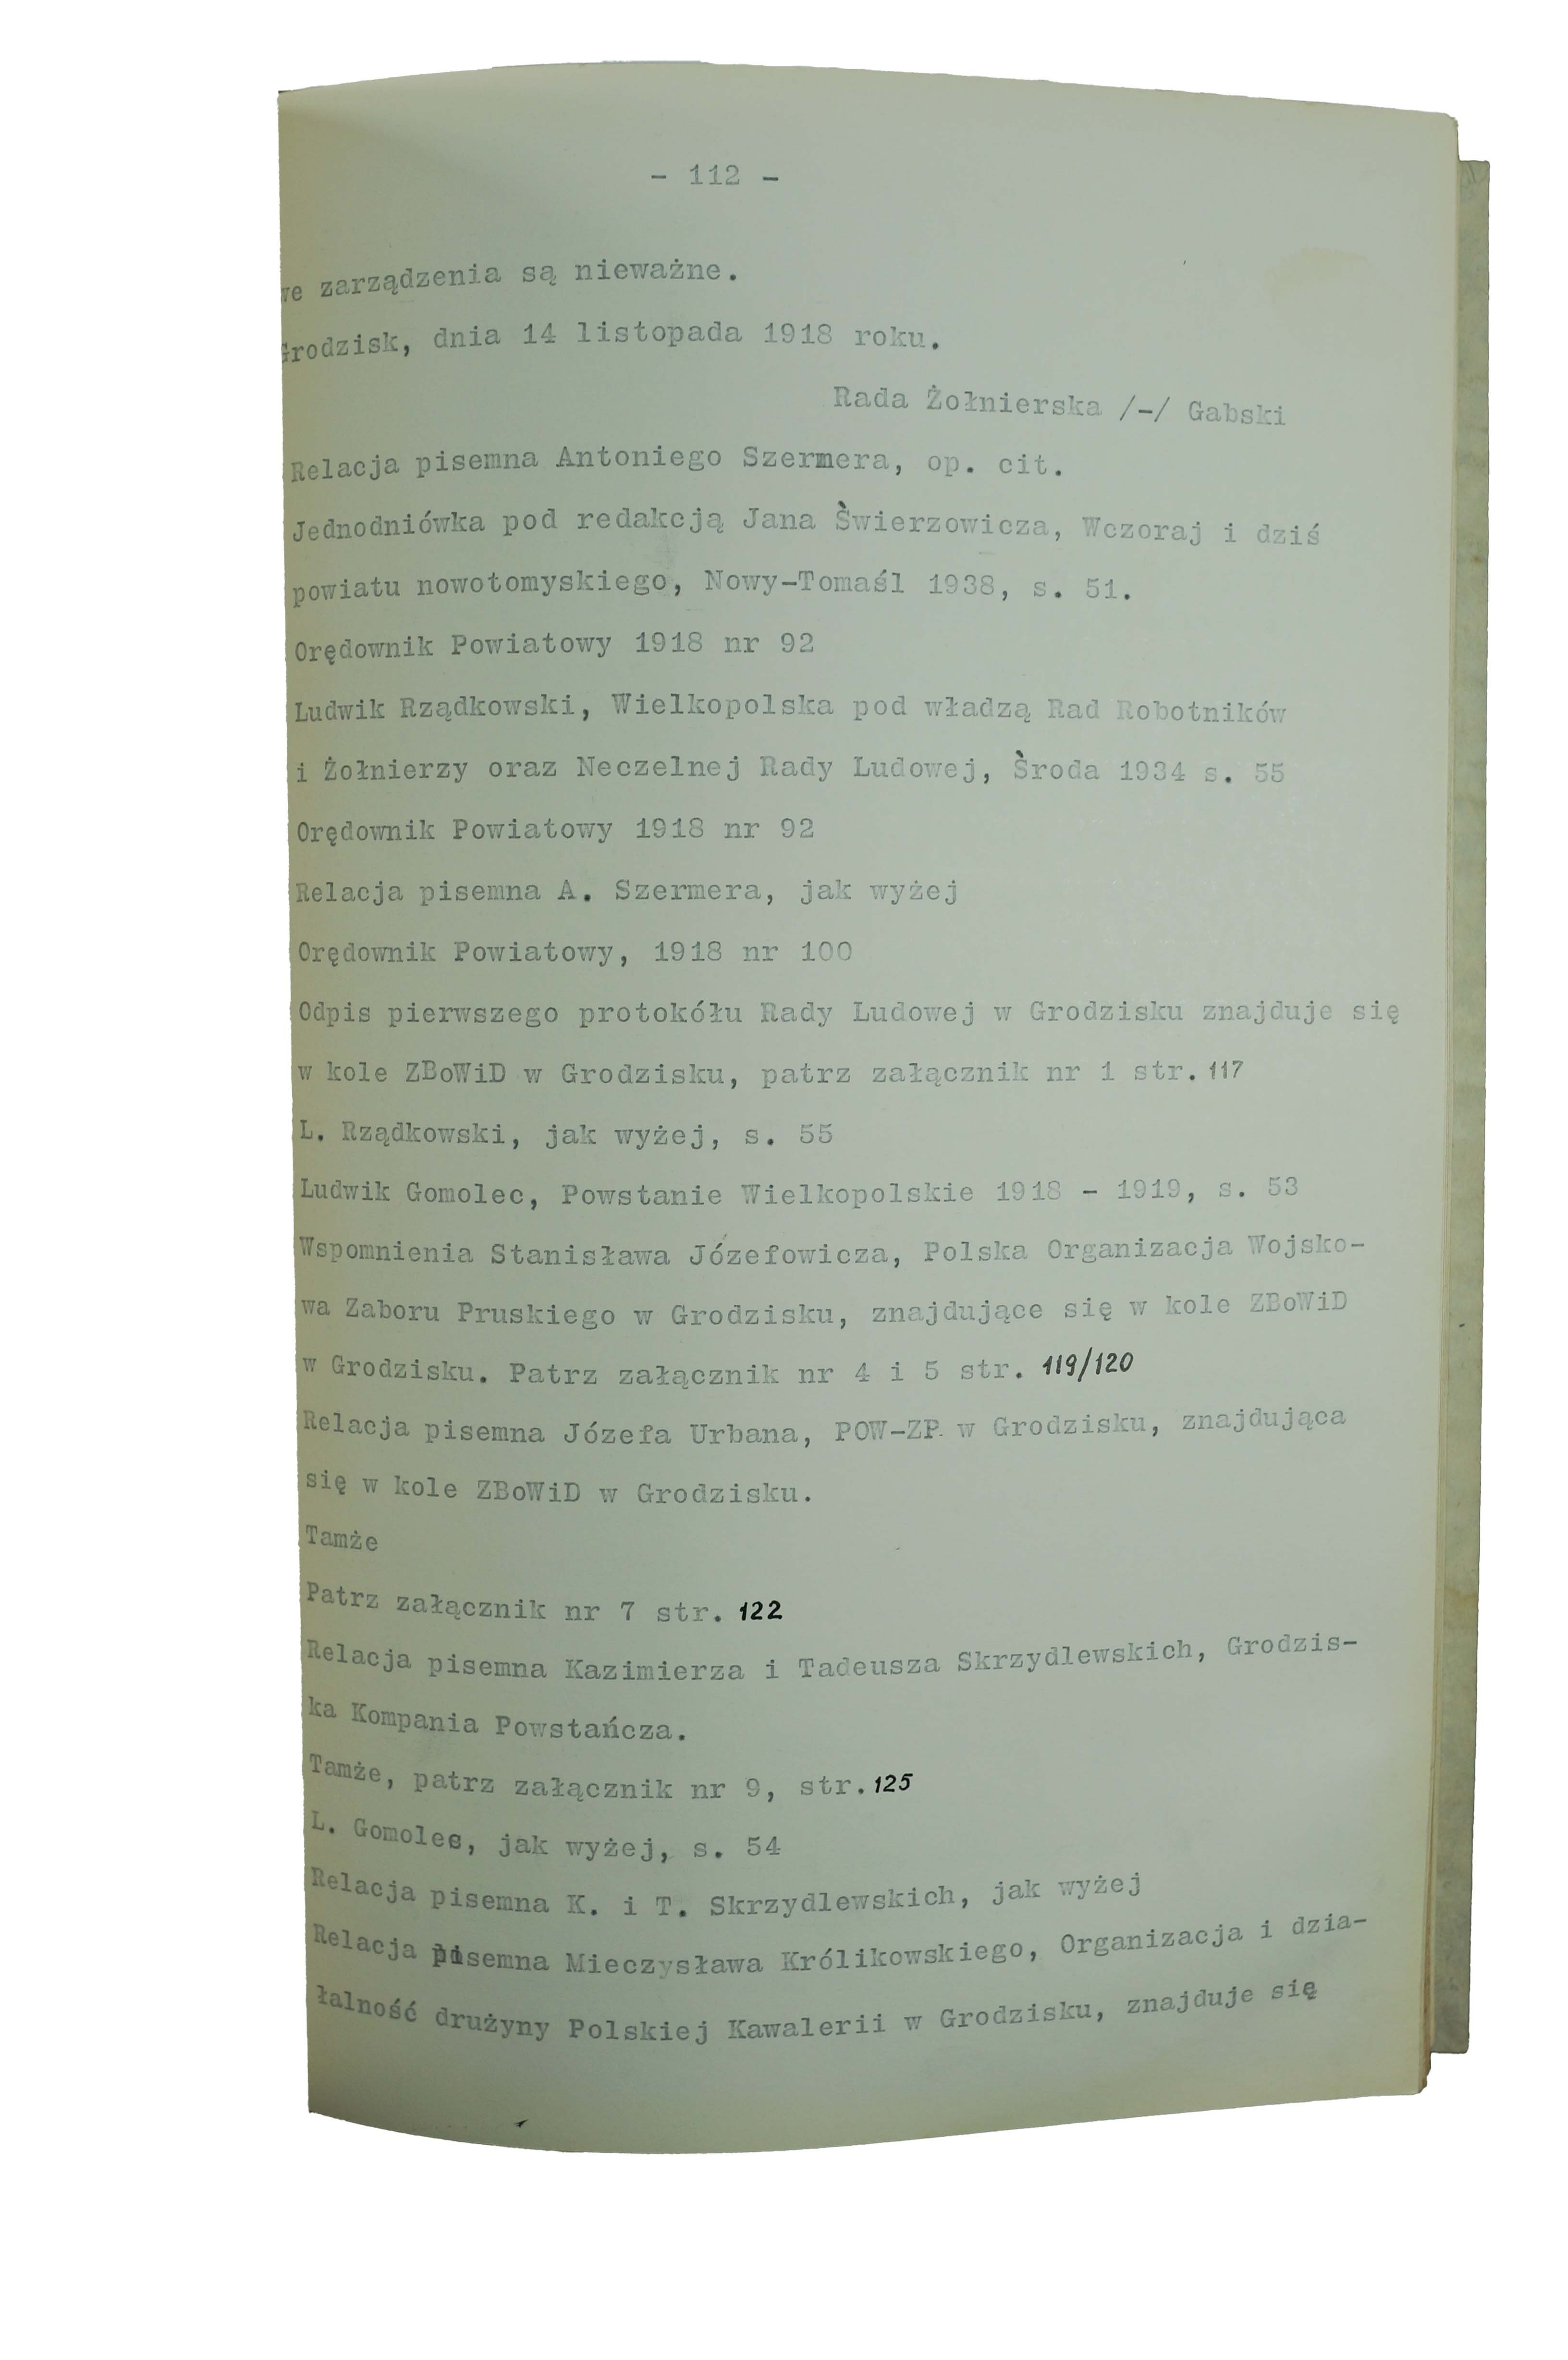 - 112 -
we zarządzenia są nieważne.
Grodzisk, dnia 14 listopada 1918 roku.
Rada Żołnierska /-/ Gabski
Relacja pisemna Antoniego Szermera, op. cit.
Jednodniówka pod redakcją Jana Świerzowicza, Wczoraj i dziś
powiatu nowotomyskiego, Nowy-Tomaśl 1938, s. 51.
Orędownik Powiatowy 1918 nr 92
Ludwik Rządkowski, Wielkopolska pod władzą Rad Robotników
i Żołnierzy oraz Neczelnej Rady Ludowej, Środa 1934 s. 55
Orędownik Powiatowy 1918 nr 92
Relacja pisemna A. Szermera, jak wyżej
Orędownik Powiatowy, 1918 nr 100
Odpis pierwszego protokółu Rady Ludowej w Grodzisku znajduje się
w kole ZBoWiD w Grodzisku, patrz załącznik nr 1 str. 117
L. Rządkowski, jak wyżej, s. 55
Ludwik Gomolec, Powstanie Wielkopolskie 1918 - 1919, s. 53
Wspomnienia Stanisława Józefowicza, Polska Organizacja Wojsko-
wa Zaboru Pruskiego w Grodzisku, znajdujące się w kole ZBoWiD
w Grodzisku. Patrz załącznik nr 4 i 5 str. 119/120
Relacja pisemna Józefa Urbana, POW-ZP w Grodzisku, znajdująca
się w kole ZBoWiD w Grodzisku.
Tamże
Patrz załącznik nr 7 str. 122
Relacja pisemna Kazimierza i Tadeusza Skrzydlewskich, Grodzis-
ka Kompania Powstańcza.
Tamże, patrz załącznik nr 9, str. 125
L. Gomolec, jak wyżej, s. 54
Relacja pisemna K. i T. Skrzydlewskich, jak wyżej
Relacja pisemna Mieczysława Królikowskiego, Organizacja i dzia-
łalność drużyny Polskiej Kawalerii w Grodzisku, znajduje się